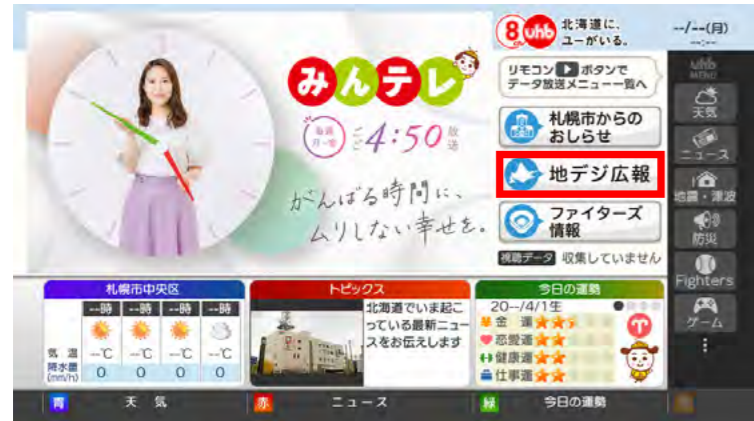 8 uhb 北海道に、
ユーがいる。
--/--(月)
--:--
みんテレ
毎週
月~金 ごご4:50放送
がんばる時間に、
ムリしない幸せを。
リモコン ボタンで
データ放送メニュー一覧へ
札幌市からの
おしらせ
地デジ広報
ファイターズ
情報
視聴データ 収集していません
uhb
MENU
天気
ニュース
地震・津波
防災
Fighters
ゲーム
札幌市中央区
--時 --時 --時 --時
気温 --℃ --℃ --℃ --℃
降水量
(mm/h) 0 0 0 0
トピックス
北海道でいま起こ
っている最新ニュー
スをお伝えします
今日の運勢
20--/4/1生
金運
恋愛運
健康運
仕事運
青 天気
赤 ニュース
緑 今日の運勢